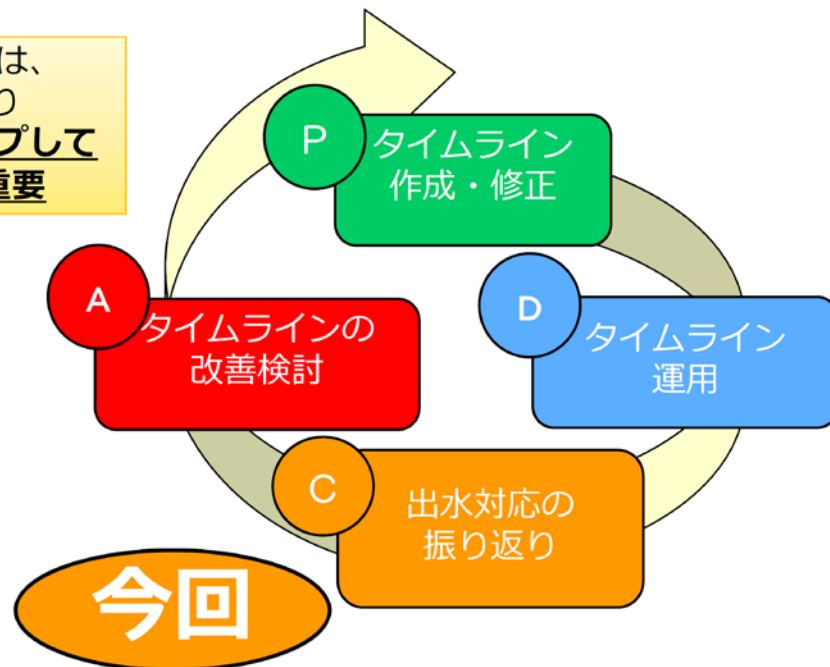 は、
り
プして
重要
P
タイムライン
作成・修正
A
タイムラインの
改善検討
D
タイムライン
運用
C
出水対応の
振り返り
今回